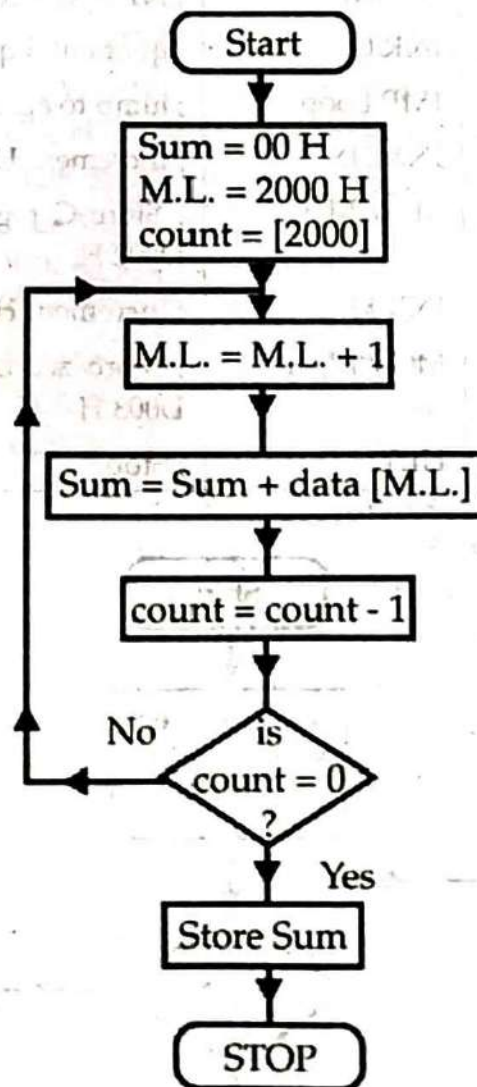 Start
Sum = 00 H
M.L. = 2000 H
count = [2000]
M.L. = M.L. + 1
Sum = Sum + data [M.L.]
count = count - 1
No
is
count = 0
?
Yes
Store Sum
STOP